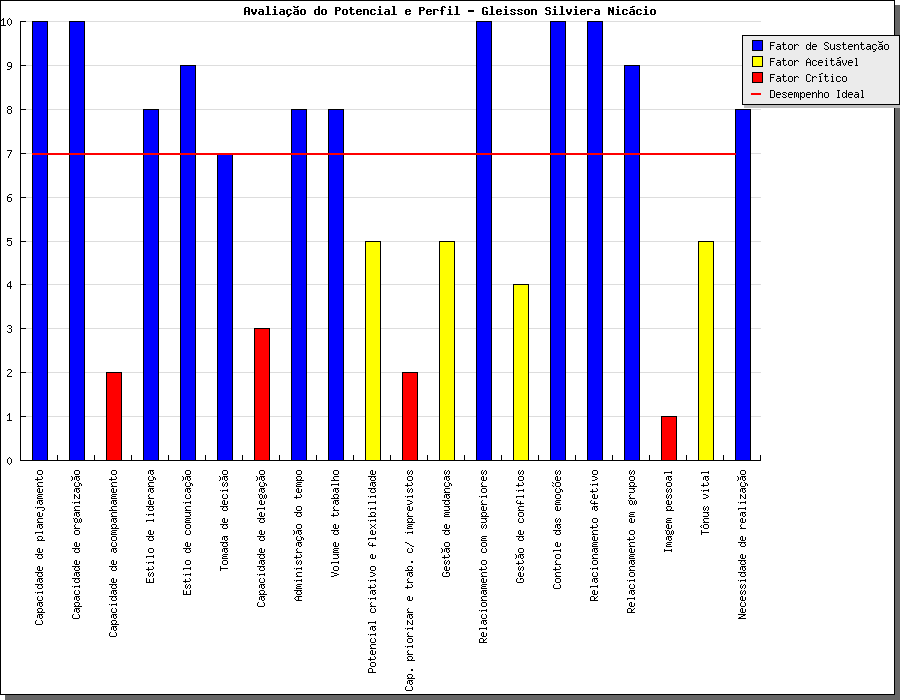 Avaliação do Potencial e Perfil - Gleisson Silviera Nicácio
Fator de Sustentação
Fator Aceitável
Fator Crítico
Desempenho Ideal
10
9
8
7
6
5
4
3
2
1
0
Capacidade de planejamento
Capacidade de organização
Capacidade de acompanhamento
Estilo de liderança
Estilo de comunicação
Tomada de decisão
Capacidade de delegação
Administração do tempo
Volume de trabalho
Potencial criativo e flexibilidade
Cap. priorizar e trab. c/ imprevistos
Gestão de mudanças
Relacionamento com superiores
Gestão de conflitos
Controle das emoções
Relacionamento afetivo
Relacionamento em grupos
Imagem pessoal
Tônus vital
Necessidade de realização